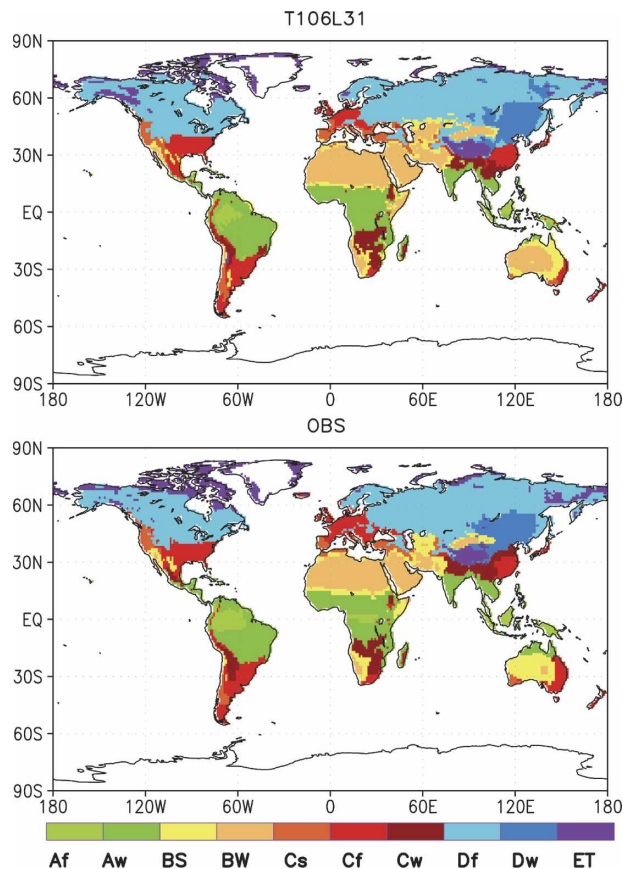 T106L31
90N
60N
30N
EQ
30S
60S
90S
180 120W 60W 0 60E 120E 180
OBS
90N
60N
30N
EQ
30S
60S
90S
180 120W 60W 0 60E 120E 180
Af Aw BS BW Cs Cf Cw Df Dw ET